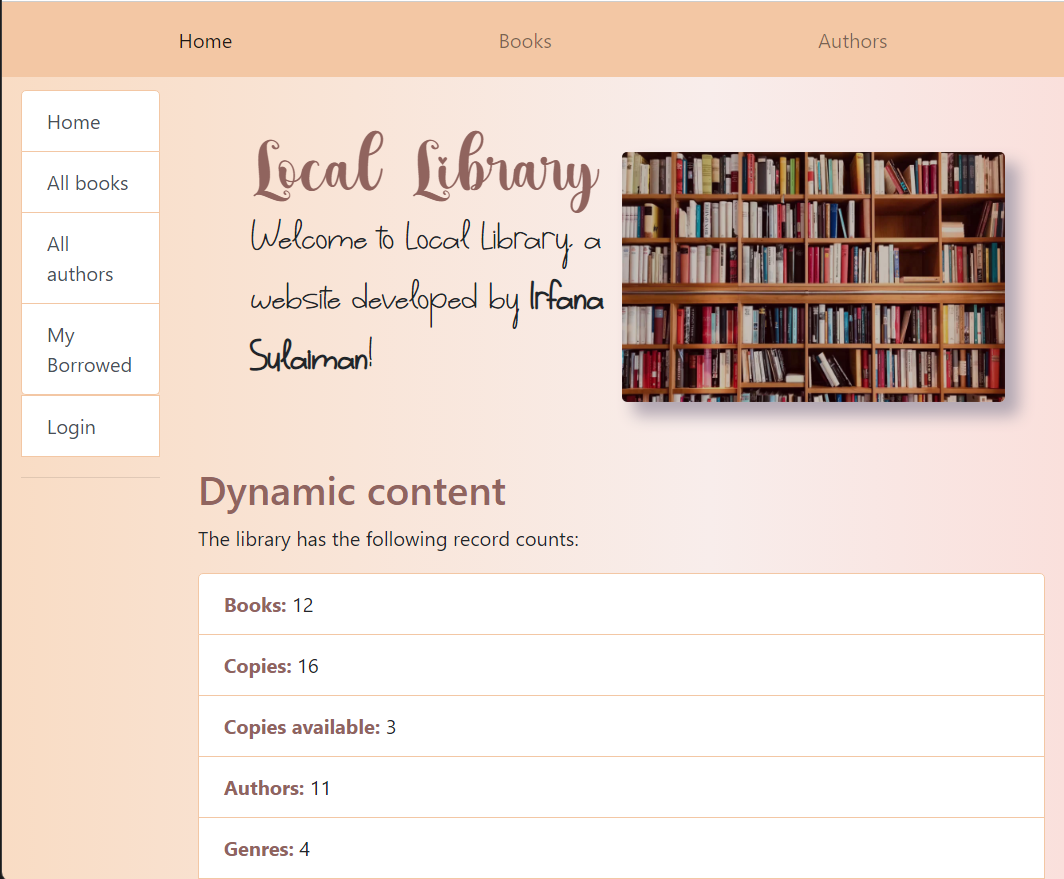 Home Books Authors
Home
All books
All
authors
My
Borrowed
Login
Local Library
Welcome to Local Library, a
website developed by Irfana
Sulaiman!
Dynamic content
The library has the following record counts:
Books: 12
Copies: 16
Copies available: 3
Authors: 11
Genres: 4